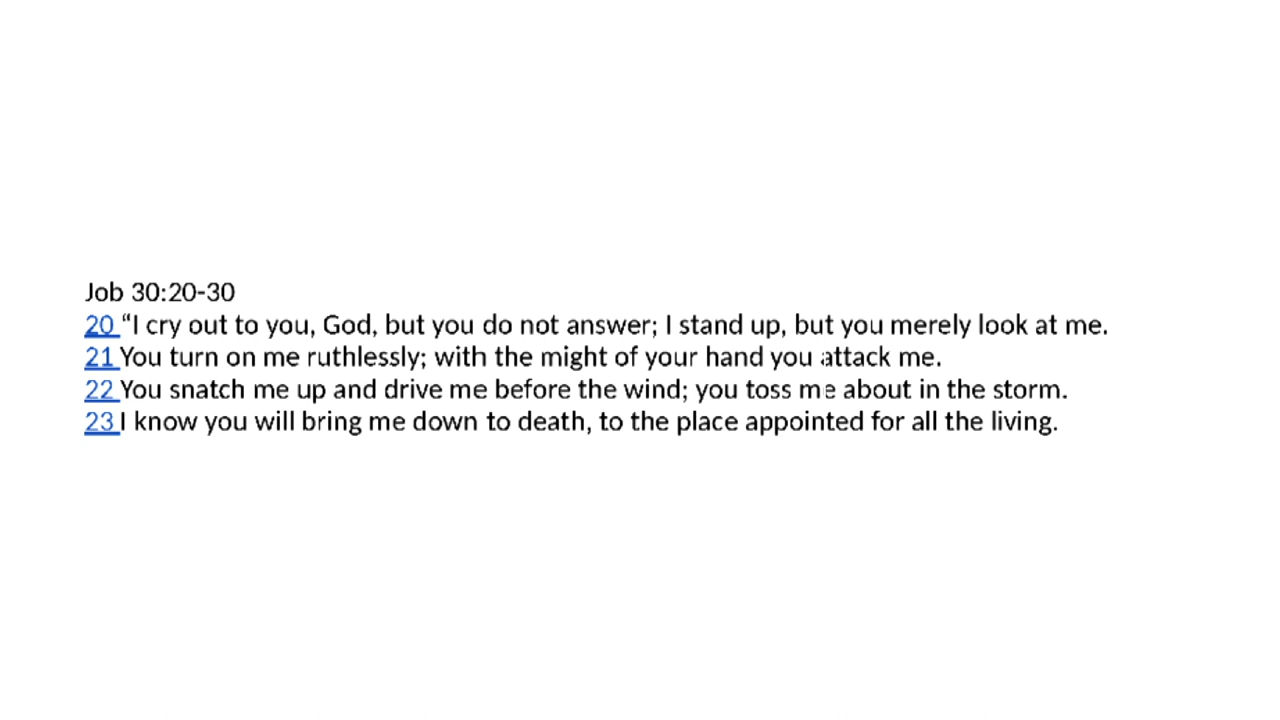 Job 30:20-30
20 “I cry out to you, God, but you do not answer; I stand up, but you merely look at me.
21 You turn on me ruthlessly; with the might of your hand you attack me.
22 You snatch me up and drive me before the wind; you toss me about in the storm.
23 I know you will bring me down to death, to the place appointed for all the living.